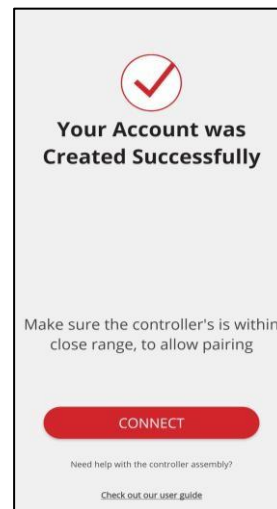 Your Account was
Created Successfully
Make sure the controller's is within
close range, to allow pairing
CONNECT
Need help with the controller assembly?
Check out our user guide